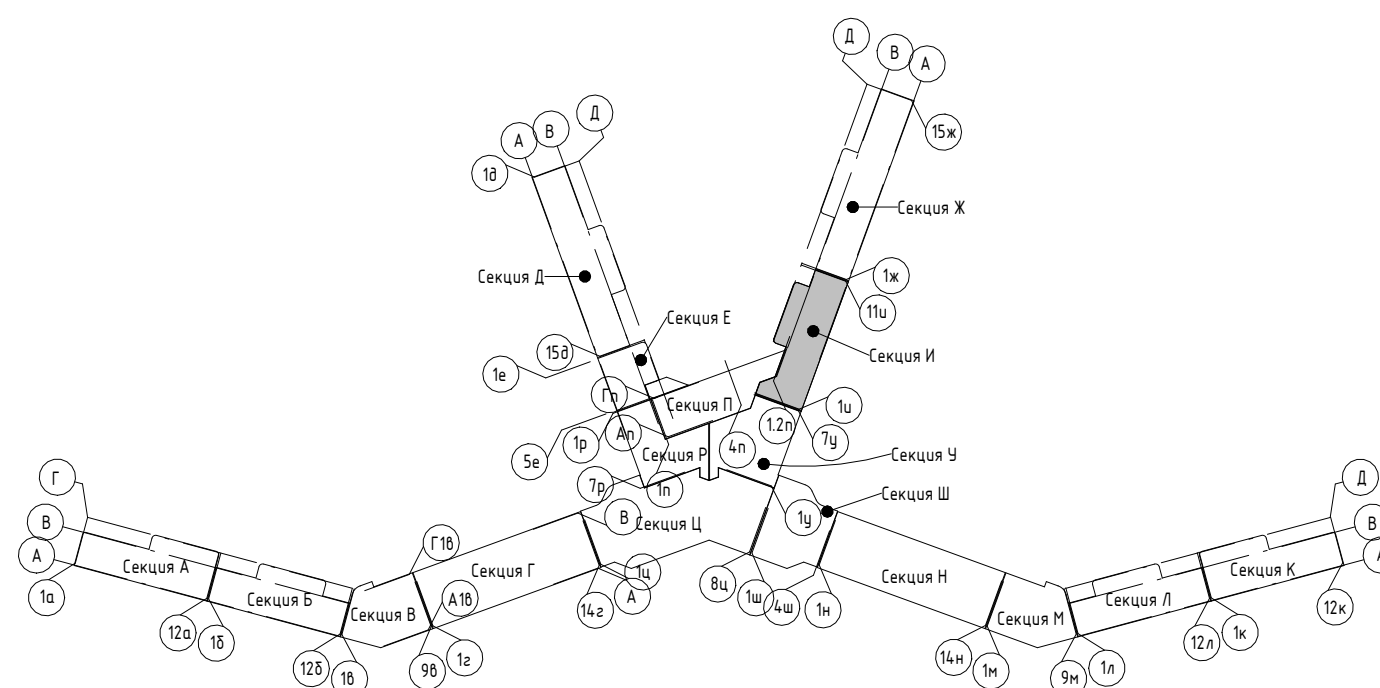 Д
В
А
15ж
Д
В
А
1д
Секция Ж
Секция Д
1ж
11и
Секция Е
15д
Секция И
1е
Гп
Секция П
1и
1.2п
7у
Ап
1р
4п
5е
Секция Р
Секция У
7р
1п
Г
Д
Секция Ш
В
Секция Ц
1у
В
В
А
Г1в
А
Секция А
Секция Г
1ц
Секция Н
Секция К
8ц
А
1а
Секция Б
А1в
1ш
4ш
1н
Секция Л
12к
14г
Секция В
Секция М
12а
1б
12л
1к
12б
1в
9в
1г
14н
1м
9м
1л